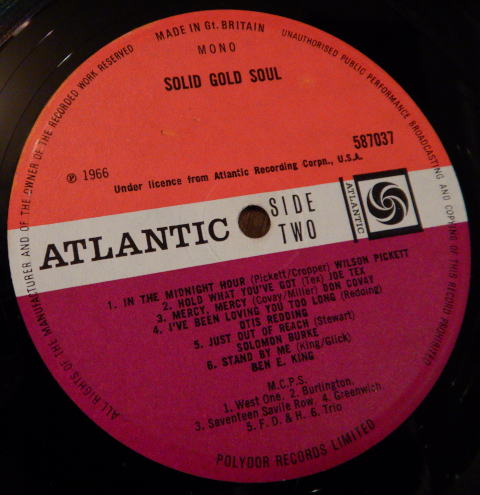 MADE IN Gt. BRITAIN
MONO
SOLID GOLD SOUL
587037
℗ 1966
Under licence from Atlantic Recording Corpn., U.S.A.
ATLANTIC
SIDE
TWO
ATLANTIC
1. IN THE MIDNIGHT HOUR (Pickett/Cropper) WILSON PICKETT
2. HOLD WHAT YOU'VE GOT (Tex) JOE TEX
3. MERCY, MERCY (Covay/Miller) DON COVAY
4. I'VE BEEN LOVING YOU TOO LONG (Redding)
OTIS REDDING
5. JUST OUT OF REACH (Stewart)
SOLOMON BURKE
6. STAND BY ME (King/Glick)
BEN E. KING
M.C.P.S.
1. West One. 2. Burlington.
3. Seventeen Savile Row. 4. Greenwich.
5. F. D. & H. 6. Trio
POLYDOR RECORDS LIMITED
ALL RIGHTS OF THE MANUFACTURER AND OF THE OWNER OF THE RECORDED WORK RESERVED
UNAUTHORISED PUBLIC PERFORMANCE BROADCASTING AND COPYING OF THIS RECORD PROHIBITED